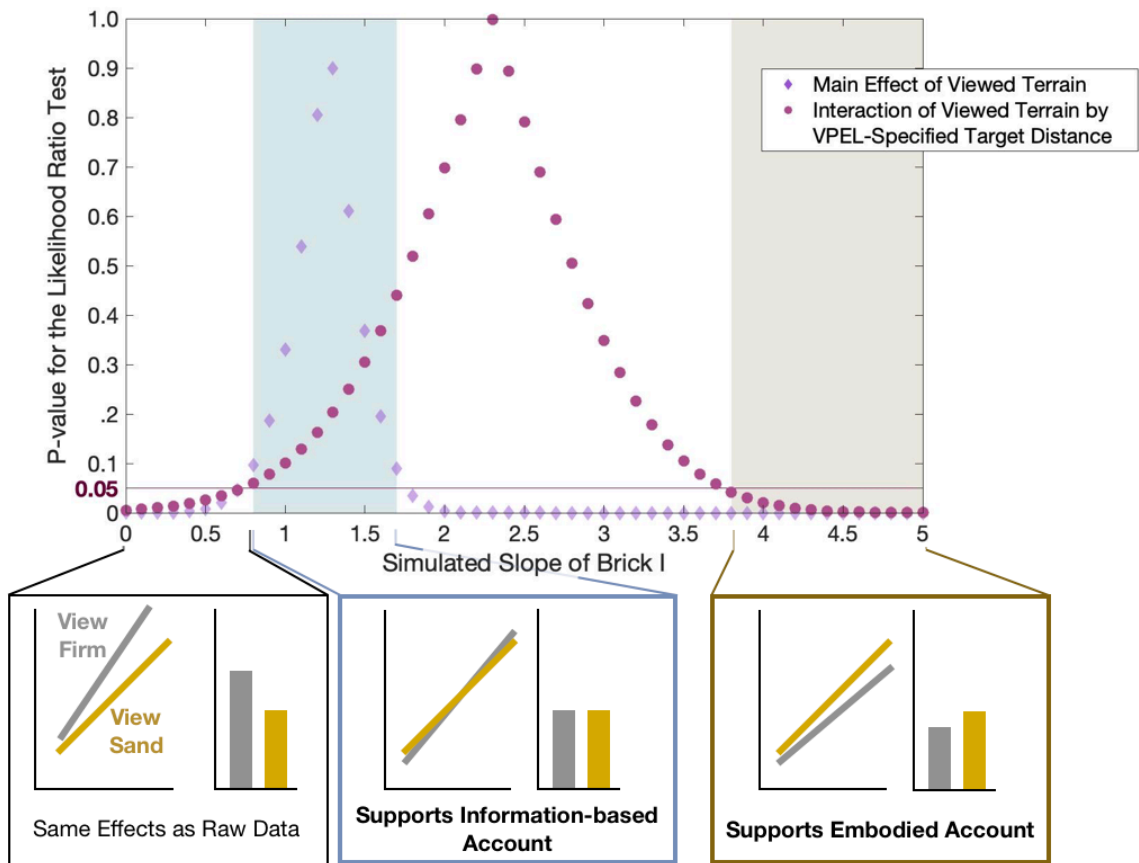 1.0
0.9
0.8
0.7
0.6
0.5
0.4
0.3
.2
0.1
0.05
0
P-value for the Likelihood Ratio Test
Main Effect of Viewed Terrain
Interaction of Viewed Terrain by
VPEL-Specified Target Distance
0 0.5 1 1.5 2 2.5 3 3.5 4 4.5 5
Simulated Slope of Brick I
View
Firm
View
Sand
Same Effects as Raw Data
Supports Information-based
Account
Supports Embodied Account